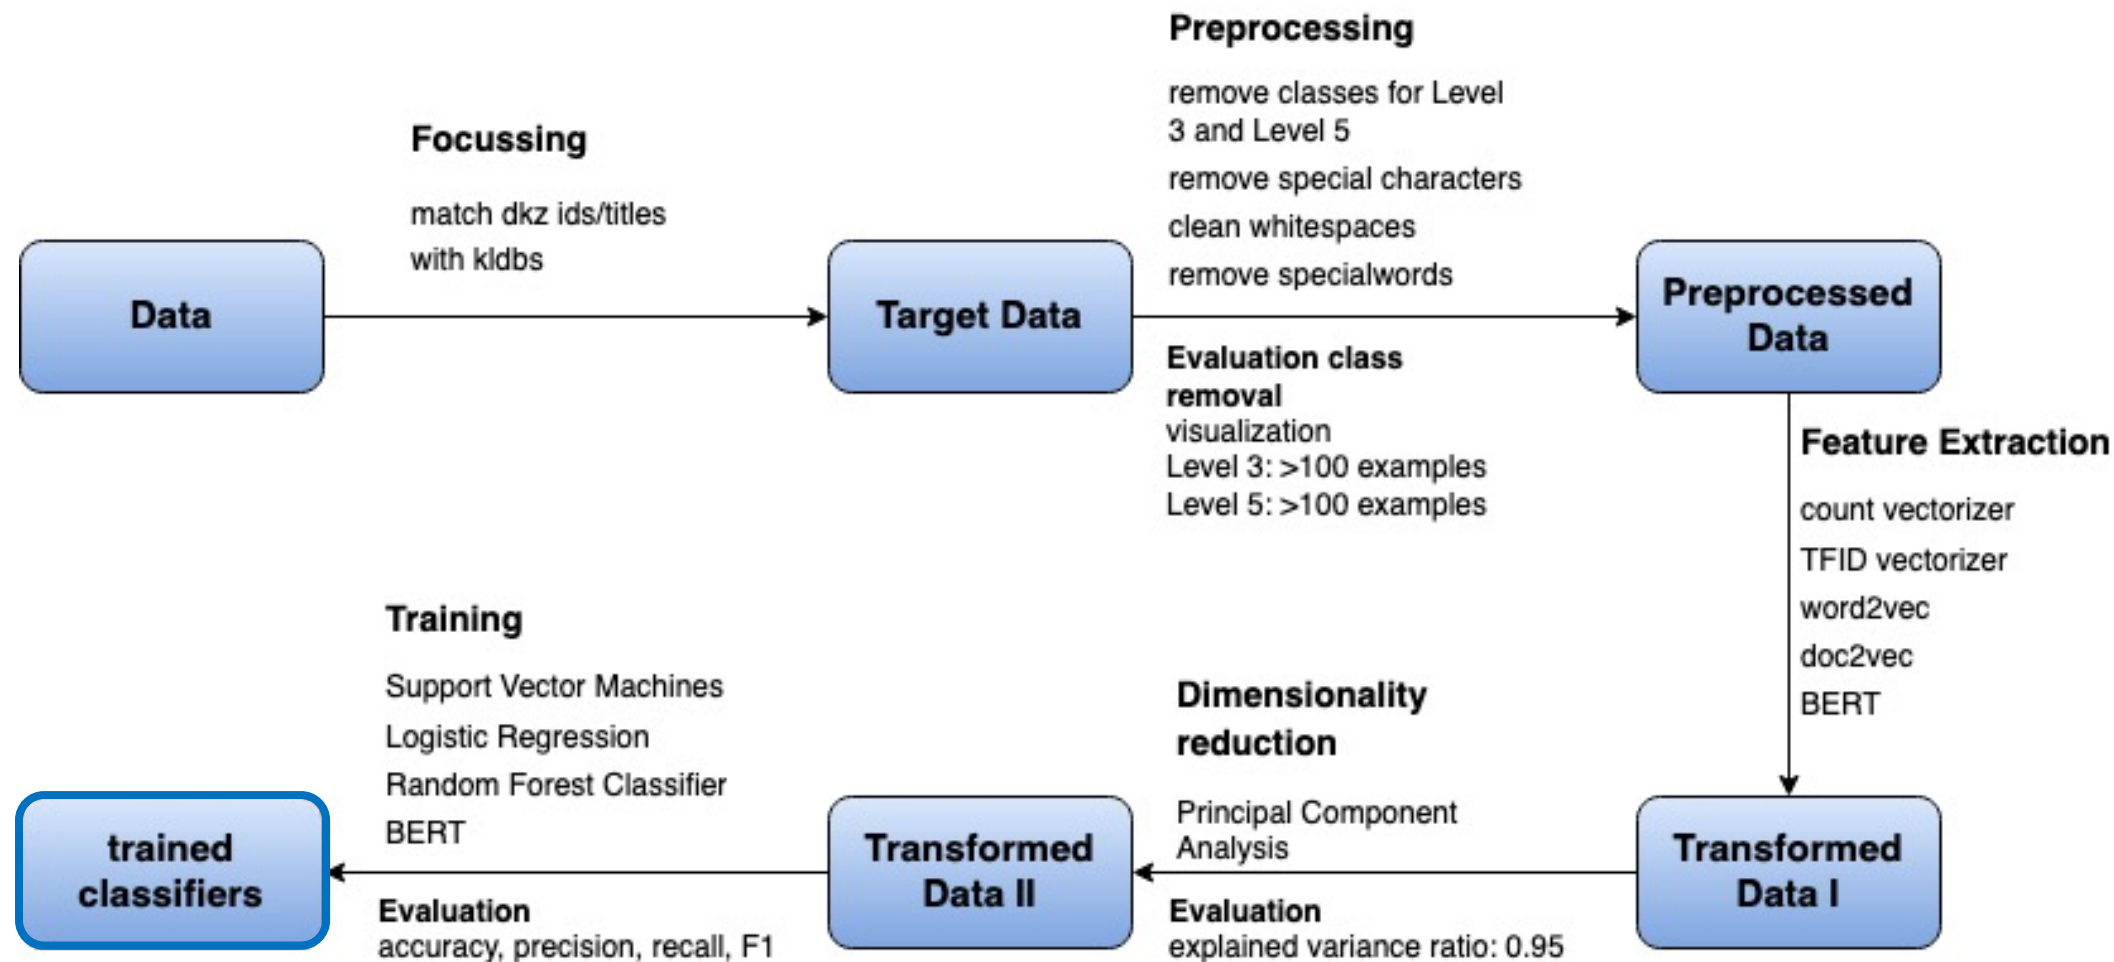 Data
Focussing
match dkz ids/titles
with kldbs
Target Data
Preprocessing
remove classes for Level
3 and Level 5
remove special characters
clean whitespaces
remove specialwords
Evaluation class
removal
visualization
Level 3: >100 examples
Level 5: >100 examples
Preprocessed
Data
Feature Extraction
count vectorizer
TFID vectorizer
word2vec
doc2vec
BERT
Transformed
Data I
Dimensionality
reduction
Principal Component
Analysis
Evaluation
explained variance ratio: 0.95
Transformed
Data II
Training
Support Vector Machines
Logistic Regression
Random Forest Classifier
BERT
Evaluation
accuracy, precision, recall, F1
trained
classifiers